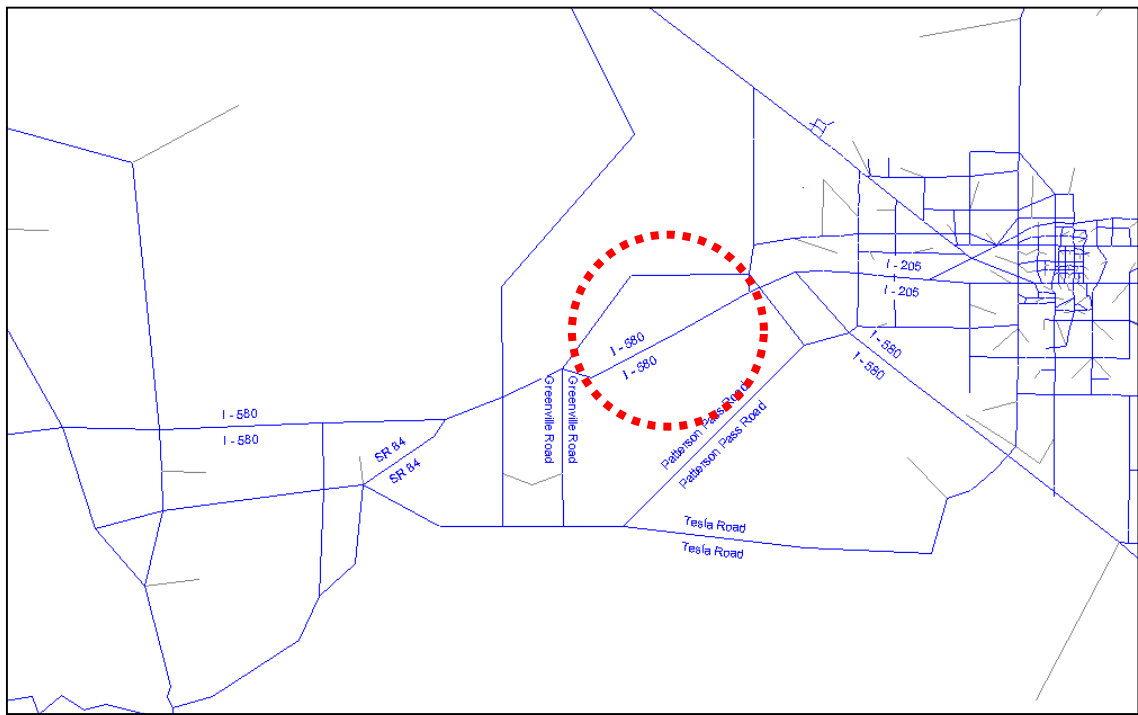 I - 205
I - 205
I - 580
I - 580
I - 580
I - 580
Greenville Road
Greenville Road
Patterson Pass Road
Patterson Pass Road
I - 580
I - 580
SR 84
SR 84
Tesla Road
Tesla Road